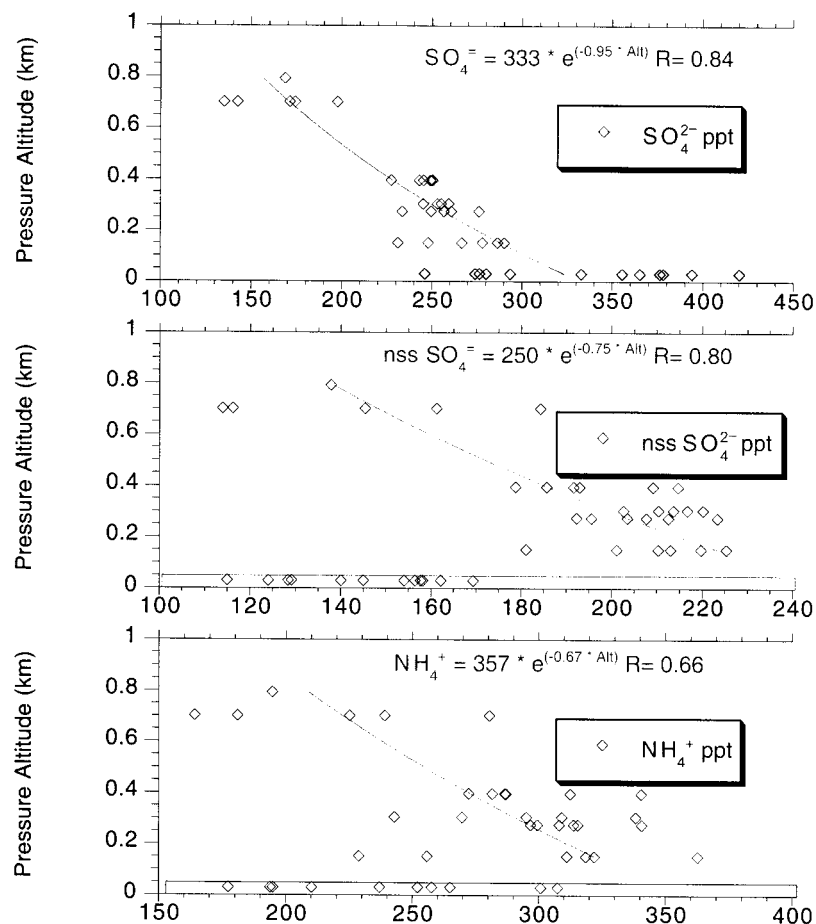 1
0.8
0.6
0.4
0.2
0
Pressure Altitude (km)
SO₄⁼ = 333 * e^(-0.95 * Alt) R= 0.84
SO₄²⁻ ppt
100 150 200 250 300 350 400 450
1
0.8
0.6
0.4
0.2
0
Pressure Altitude (km)
nss SO₄⁼ = 250 * e^(-0.75 * Alt) R= 0.80
nss SO₄²⁻ ppt
100 120 140 160 180 200 220 240
1
0.8
0.6
0.4
0.2
0
Pressure Altitude (km)
NH₄⁺ = 357 * e^(-0.67 * Alt) R= 0.66
NH₄⁺ ppt
150 200 250 300 350 400